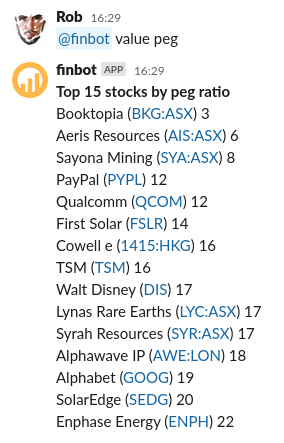 Rob 16:29
@finbot value peg
finbot APP 16:29
Top 15 stocks by peg ratio
Booktopia (BKG:ASX) 3
Aeris Resources (AIS:ASX) 6
Sayona Mining (SYA:ASX) 8
PayPal (PYPL) 12
Qualcomm (QCOM) 12
First Solar (FSLR) 14
Cowell e (1415:HKG) 16
TSM (TSM) 16
Walt Disney (DIS) 17
Lynas Rare Earths (LYC:ASX) 17
Syrah Resources (SYR:ASX) 17
Alphawave IP (AWE:LON) 18
Alphabet (GOOG) 19
SolarEdge (SEDG) 20
Enphase Energy (ENPH) 22